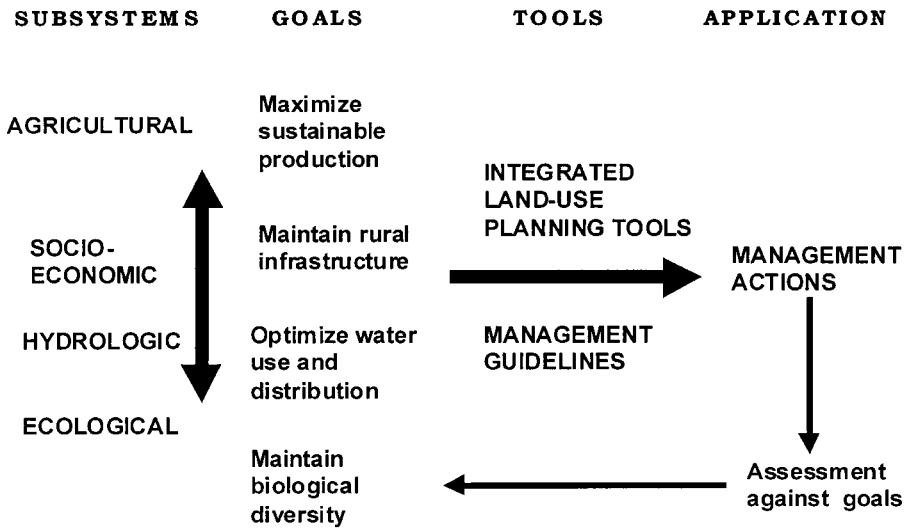 SUBSYSTEMS
GOALS
TOOLS
APPLICATION
AGRICULTURAL
SOCIO-
ECONOMIC
HYDROLOGIC
ECOLOGICAL
Maximize
sustainable
production
Maintain rural
infrastructure
Optimize water
use and
distribution
Maintain
biological
diversity
INTEGRATED
LAND-USE
PLANNING TOOLS
MANAGEMENT
GUIDELINES
MANAGEMENT
ACTIONS
Assessment
against goals